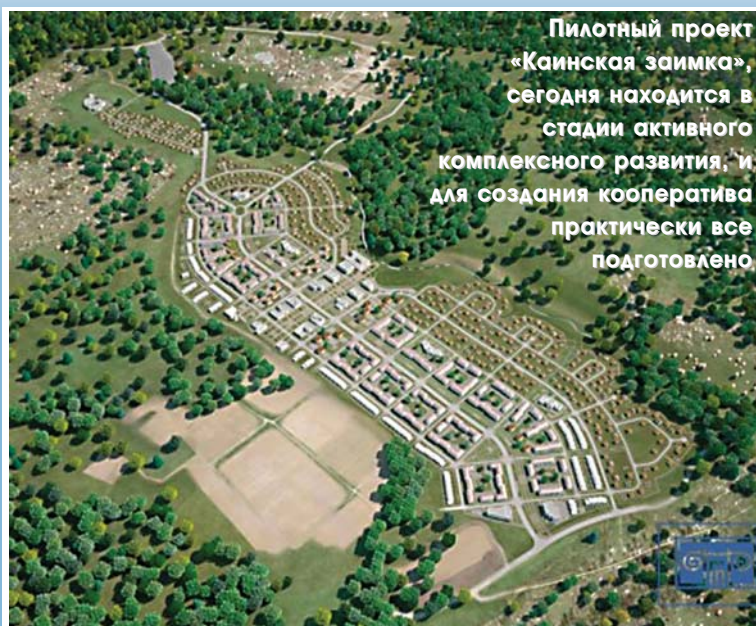 Пилотный проект
«Каинская заимка»,
сегодня находится в
стадии активного
комплексного развития, и
для создания кооператива
практически все
подготовлено